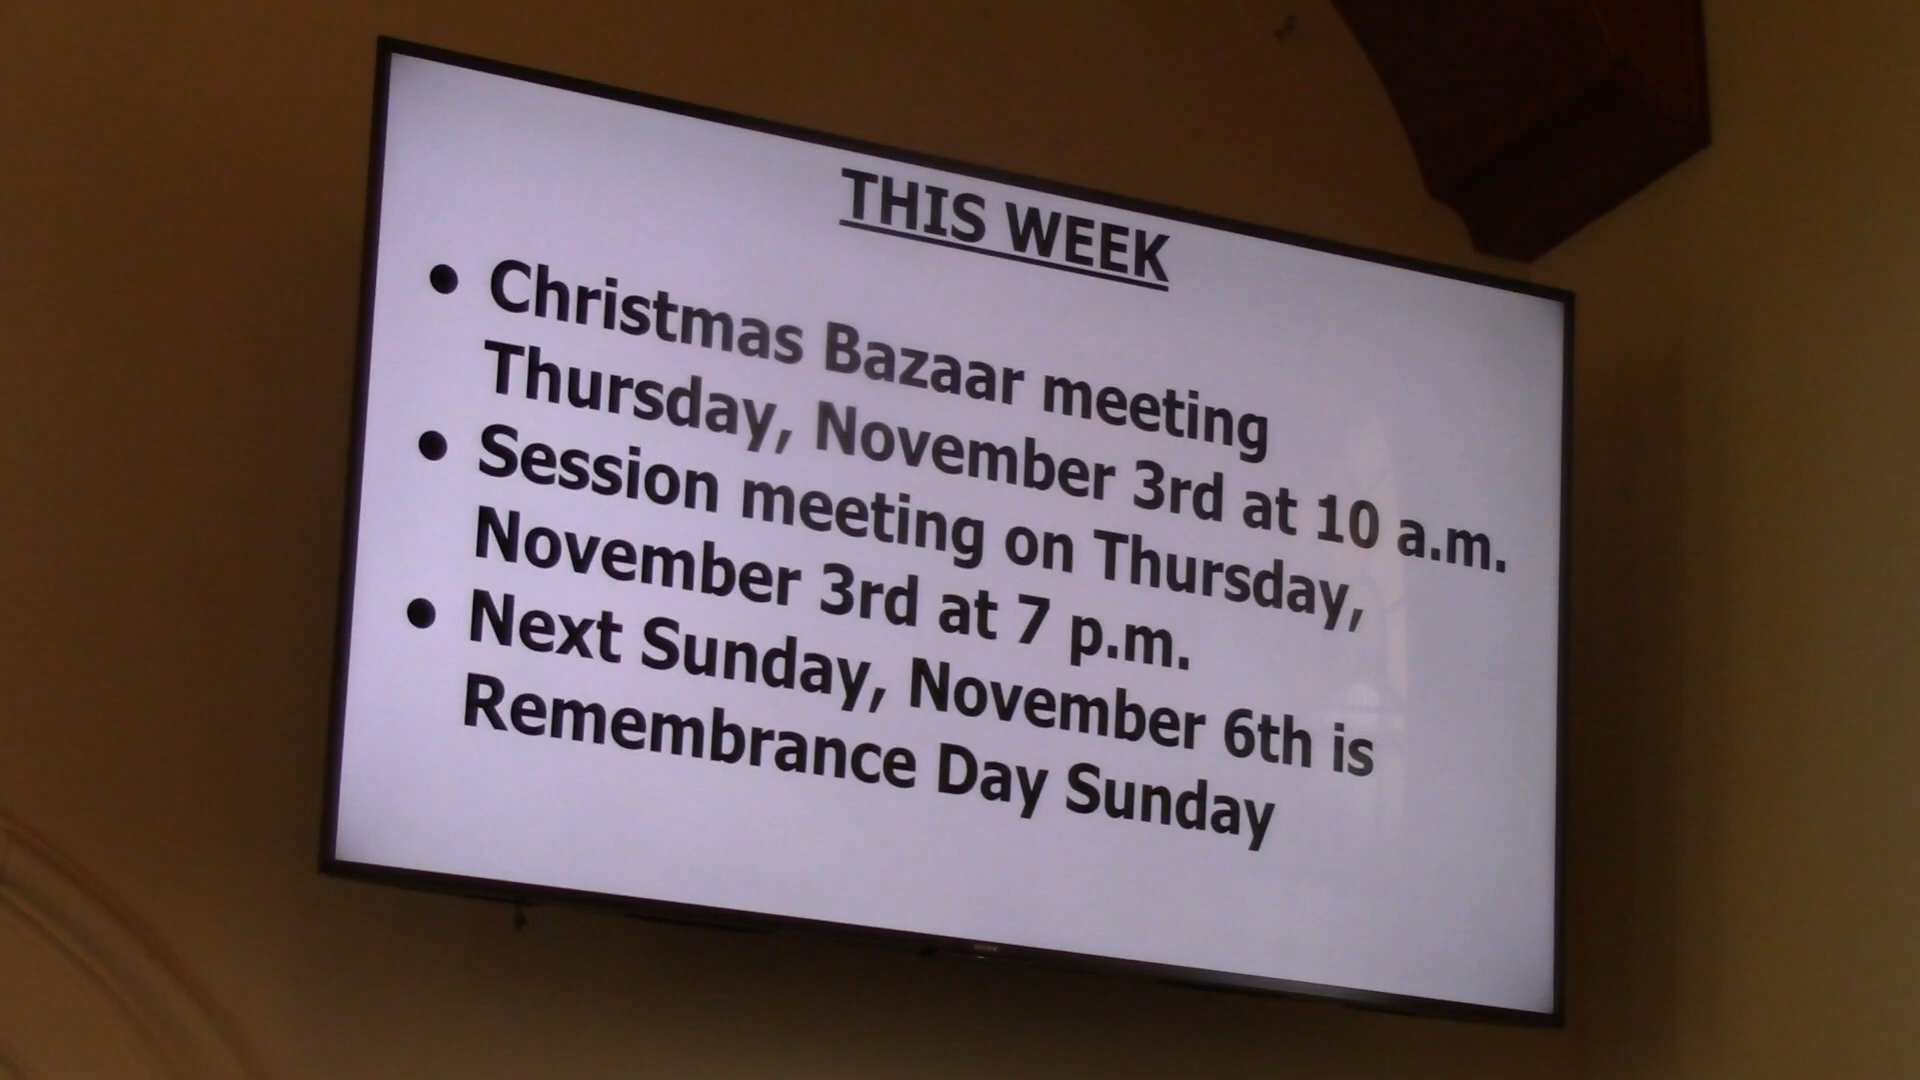 THIS WEEK
• Christmas Bazaar meeting
Thursday, November 3rd at 10 a.m.
• Session meeting on Thursday,
November 3rd at 7 p.m.
• Next Sunday, November 6th is
Remembrance Day Sunday